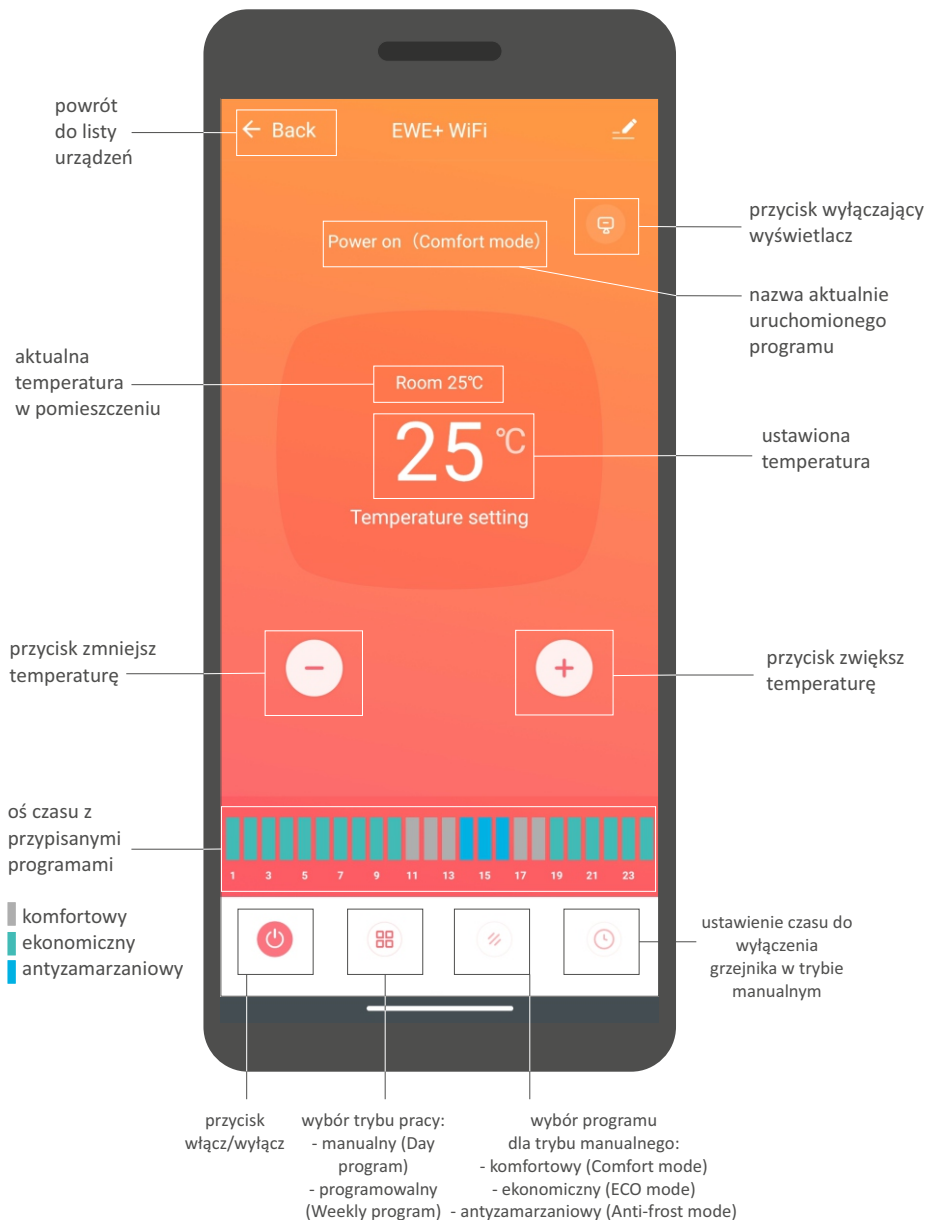 powrót
do listy
urządzeń
← Back
EWE+ WiFi
przycisk wyłączający
wyświetlacz
Power on (Comfort mode)
nazwa aktualnie
uruchomionego
programu
aktualna
temperatura
w pomieszczeniu
Room 25℃
25 °C
ustawiona
temperatura
Temperature setting
przycisk zmniejsz
temperaturę
−
+
przycisk zwiększ
temperaturę
oś czasu z
przypisanymi
programami
1 3 5 7 9 11 13 15 17 19 21 23
komfortowy
ekonomiczny
antyzamarzaniowy
ustawienie czasu do
wyłączenia
grzejnika w trybie
manualnym
przycisk
włącz/wyłącz
wybór trybu pracy:
- manualny (Day
program)
- programowalny
(Weekly program)
wybór programu
dla trybu manualnego:
- komfortowy (Comfort mode)
- ekonomiczny (ECO mode)
- antyzamarzaniowy (Anti-frost mode)